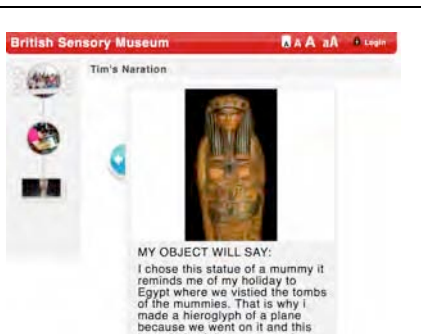 British Sensory Museum
A A A aA Login
Tim's Naration
MY OBJECT WILL SAY:
I chose this statue of a mummy it
reminds me of my holiday to
Egypt where we vistied the tombs
of the mummies. That is why i
made a hieroglyph of a plane
because we went on it and this